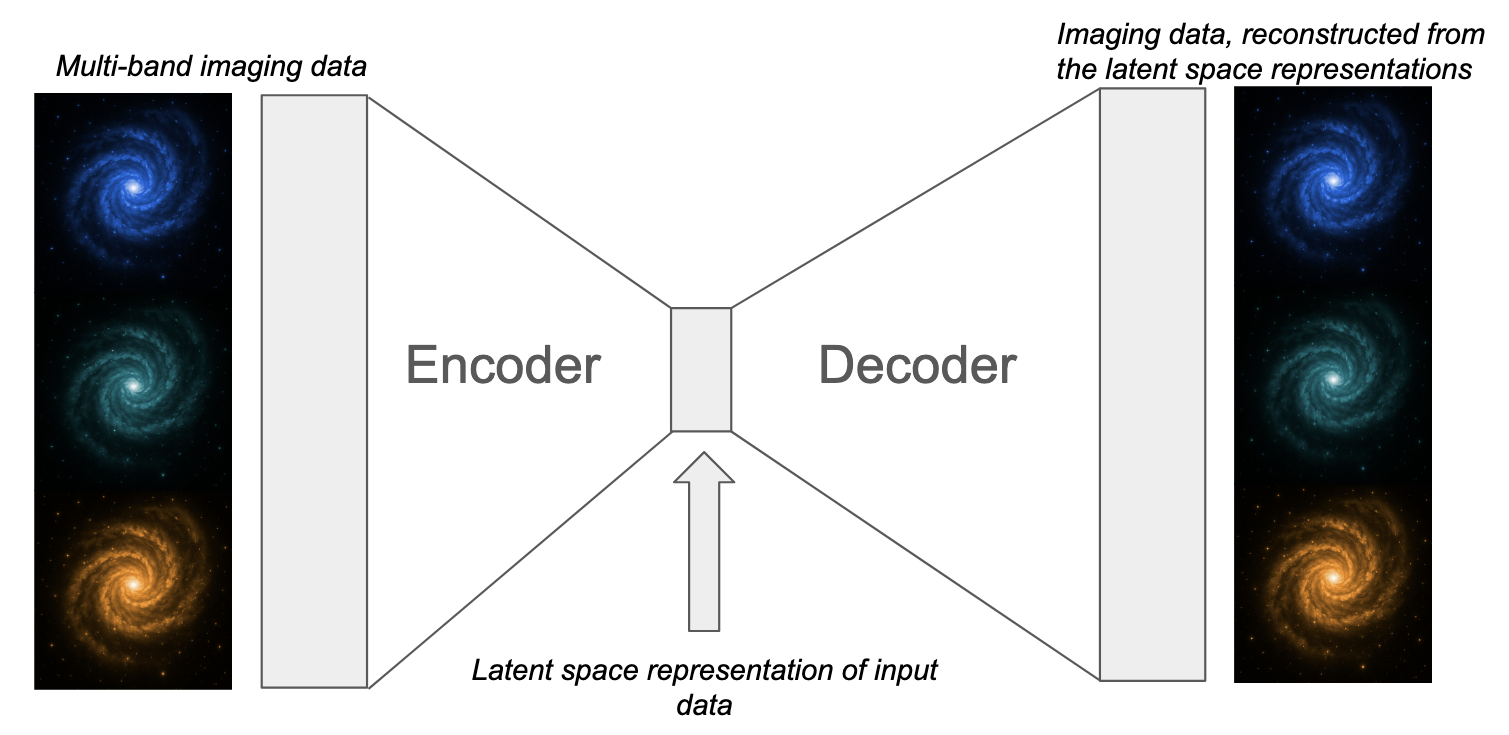 Multi-band imaging data
Imaging data, reconstructed from
the latent space representations
Encoder
Decoder
Latent space representation of input
data